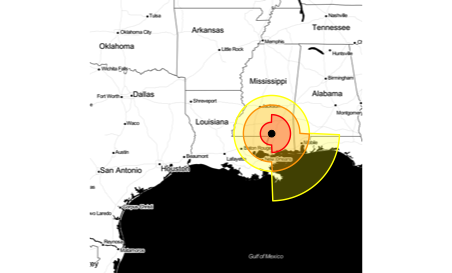 Tulsa
Nashville
Oklahoma City
Arkansas
Tennessee
Oklahoma
Memphis
Little Rock
Huntsville
Wichita Falls
Birmingham
Mississippi
Fort Worth
Dallas
Alabama
Shreveport
Jackson
Montgomery
Waco
Louisiana
Mobile
Baton Rouge
Austin
Beaumont
Lafayette
New Orleans
San Antonio
Houston
Corpus Christi
Laredo
Reynosa
Matamoros
Gulf of Mexico